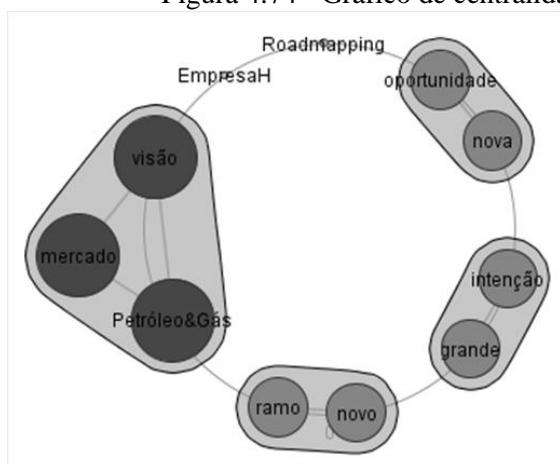 Roadmapping
EmpresaH
oportunidade
nova
visão
mercado
Petróleo&Gás
intenção
grande
ramo
novo